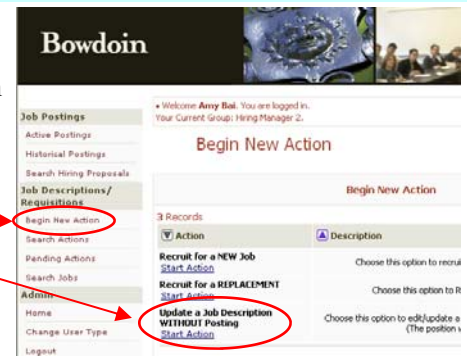 Bowdoin
Job Postings
Active Postings
Historical Postings
Search Hiring Proposals
Job Descriptions/
Requisitions
Begin New Action
Search Actions
Pending Actions
Search Jobs
Admin
Home
Change User Type
Logout
• Welcome Amy Bai. You are logged in.
Your Current Group: Hiring Manager 2.
Begin New Action
Begin New Action
3 Records
Action Description
Recruit for a NEW Job
Start Action
Choose this option to recrui
Recruit for a REPLACEMENT
Start Action
Choose this option to R
Update a Job Description
WITHOUT Posting
Start Action
Choose this option to edit/update a
(The position w